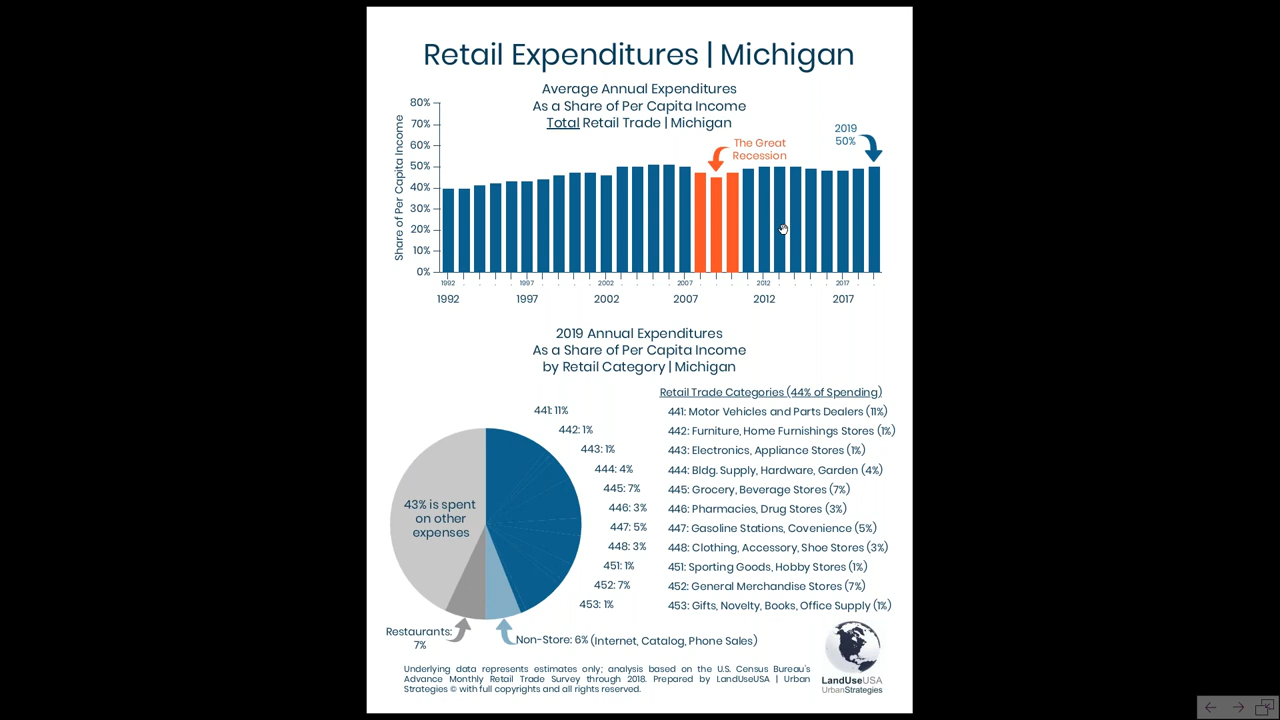 Retail Expenditures | Michigan
Average Annual Expenditures
As a Share of Per Capita Income
Total Retail Trade | Michigan
80%
70%
60%
50%
40%
30%
20%
10%
0%
Share of Per Capita Income
The Great
Recession
2019
50%
1992
1997
2002
2007
2012
2017
1992
1997
2002
2007
2012
2017
2019 Annual Expenditures
As a Share of Per Capita Income
by Retail Category | Michigan
Retail Trade Categories (44% of Spending)
441: 11%
442: 1%
443: 1%
444: 4%
445: 7%
446: 3%
447: 5%
448: 3%
451: 1%
452: 7%
453: 1%
441: Motor Vehicles and Parts Dealers (11%)
442: Furniture, Home Furnishings Stores (1%)
443: Electronics, Appliance Stores (1%)
444: Bldg. Supply, Hardware, Garden (4%)
445: Grocery, Beverage Stores (7%)
446: Pharmacies, Drug Stores (3%)
447: Gasoline Stations, Covenience (5%)
448: Clothing, Accessory, Shoe Stores (3%)
451: Sporting Goods, Hobby Stores (1%)
452: General Merchandise Stores (7%)
453: Gifts, Novelty, Books, Office Supply (1%)
43% is spent
on other
expenses
Restaurants:
7%
Non-Store: 6% (Internet, Catalog, Phone Sales)
Underlying data represents estimates only; analysis based on the U.S. Census Bureau's
Advance Monthly Retail Trade Survey through 2018. Prepared by LandUseUSA | Urban
Strategies © with full copyrights and all rights reserved.
LandUseUSA
UrbanStrategies